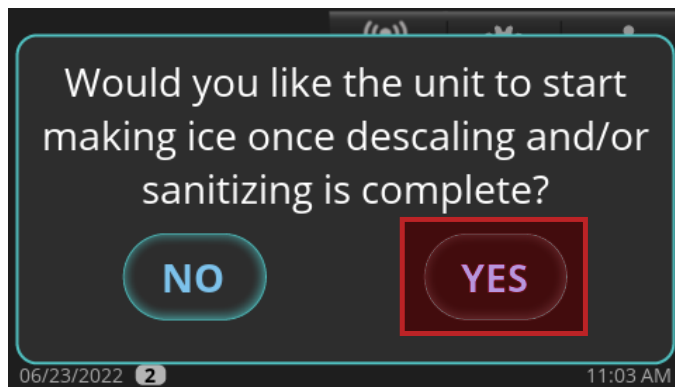 Would you like the unit to start
making ice once descaling and/or
sanitizing is complete?
NO
YES
06/23/2022 2
11:03 AM